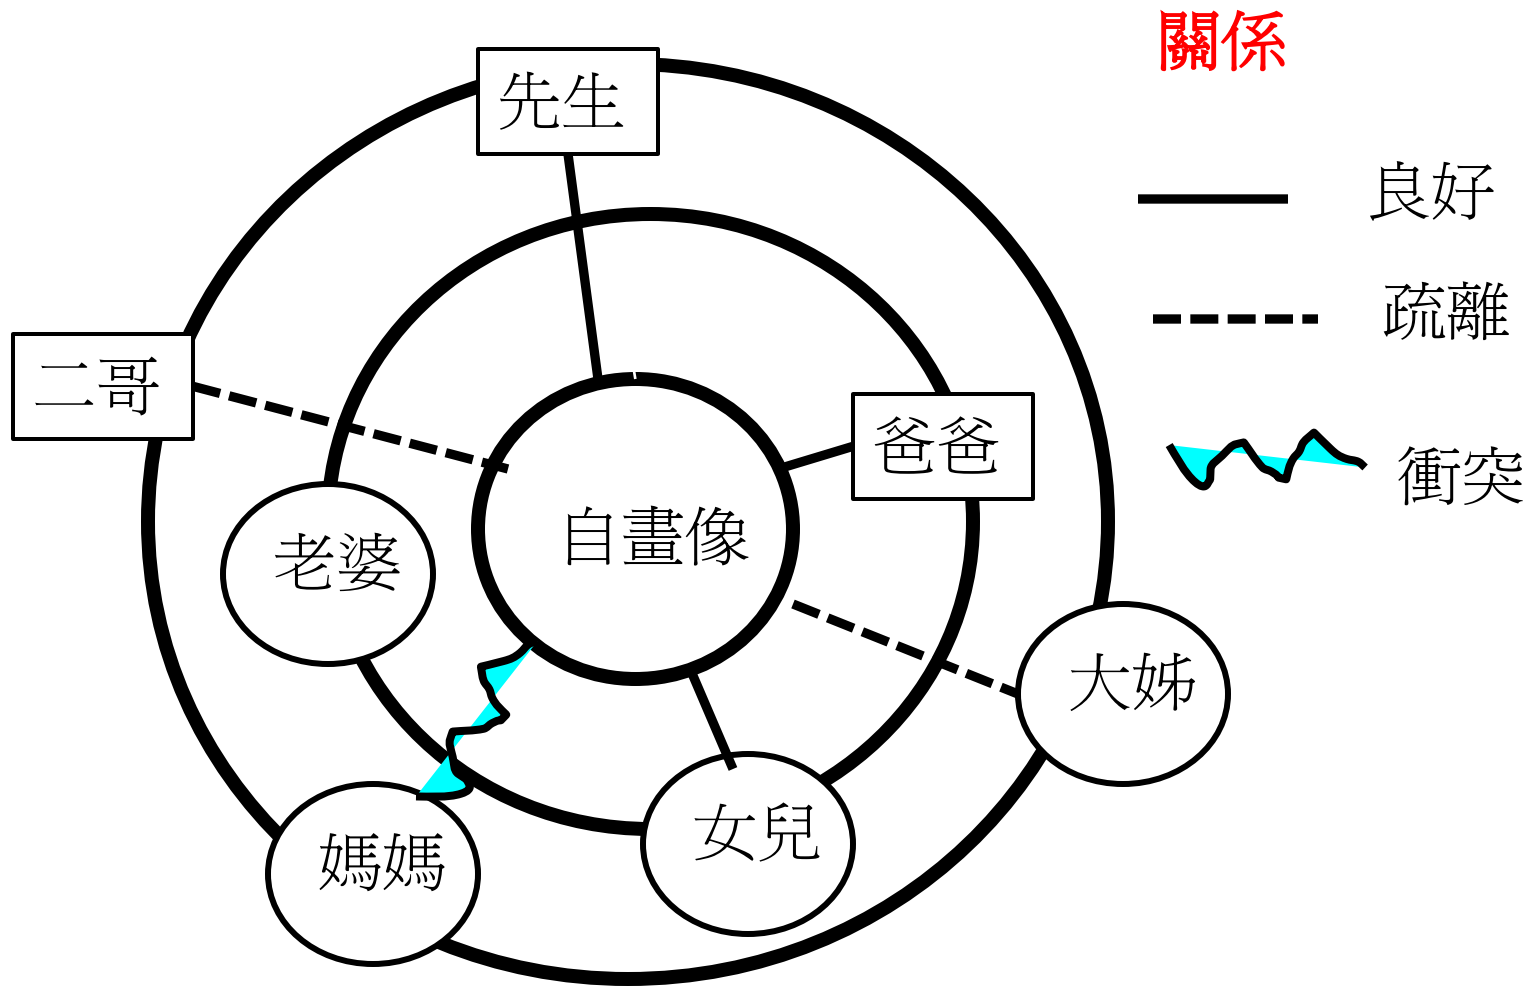 關係
先生
良好
疏離
二哥
爸爸
衝突
自畫像
老婆
大姊
女兒
媽媽